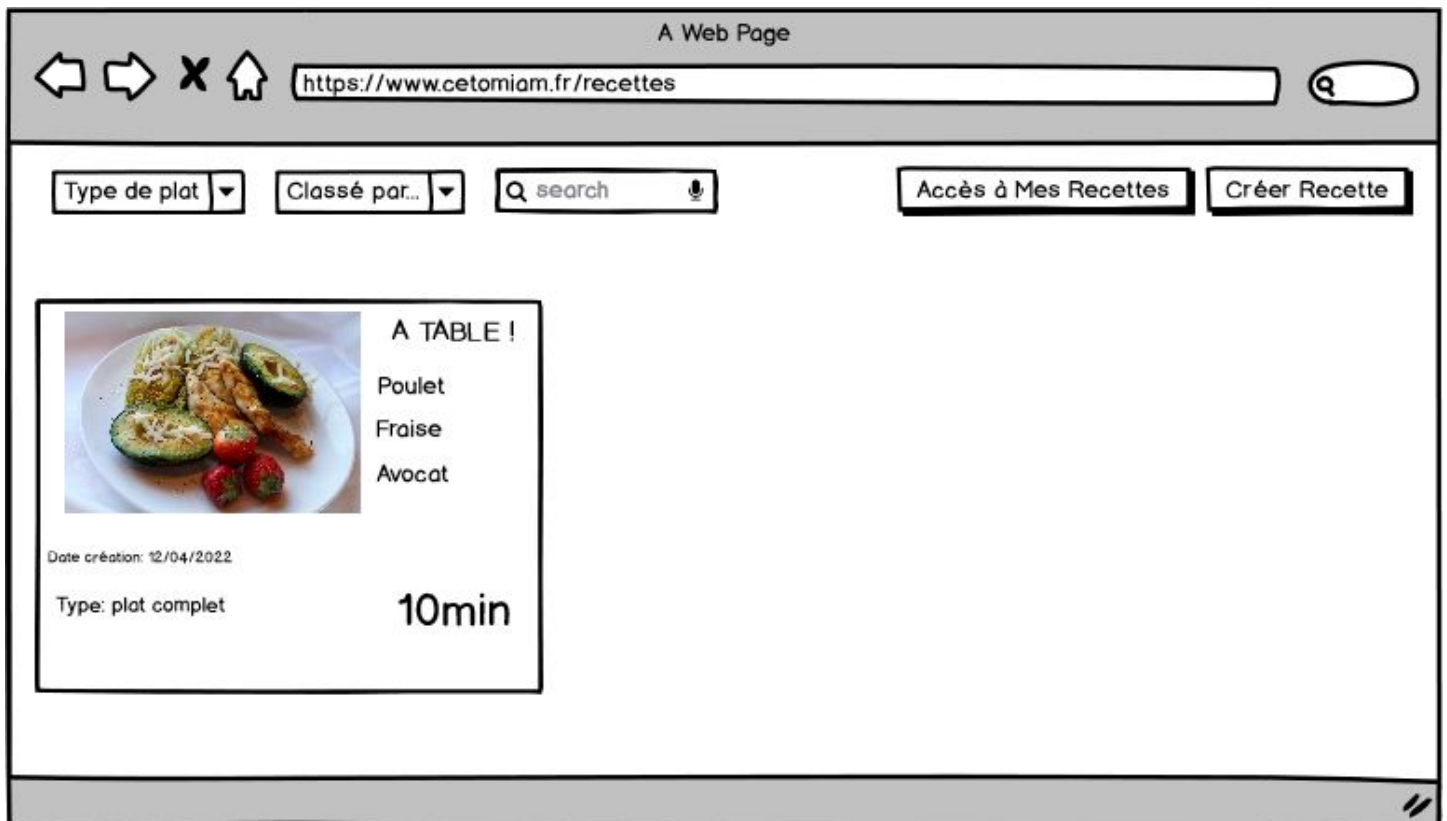 A Web Page
https://www.cetomiam.fr/recettes
Type de plat
Classé par...
search
Accès à Mes Recettes
Créer Recette
A TABLE !
Poulet
Fraise
Avocat
Date création: 12/04/2022
Type: plat complet
10min